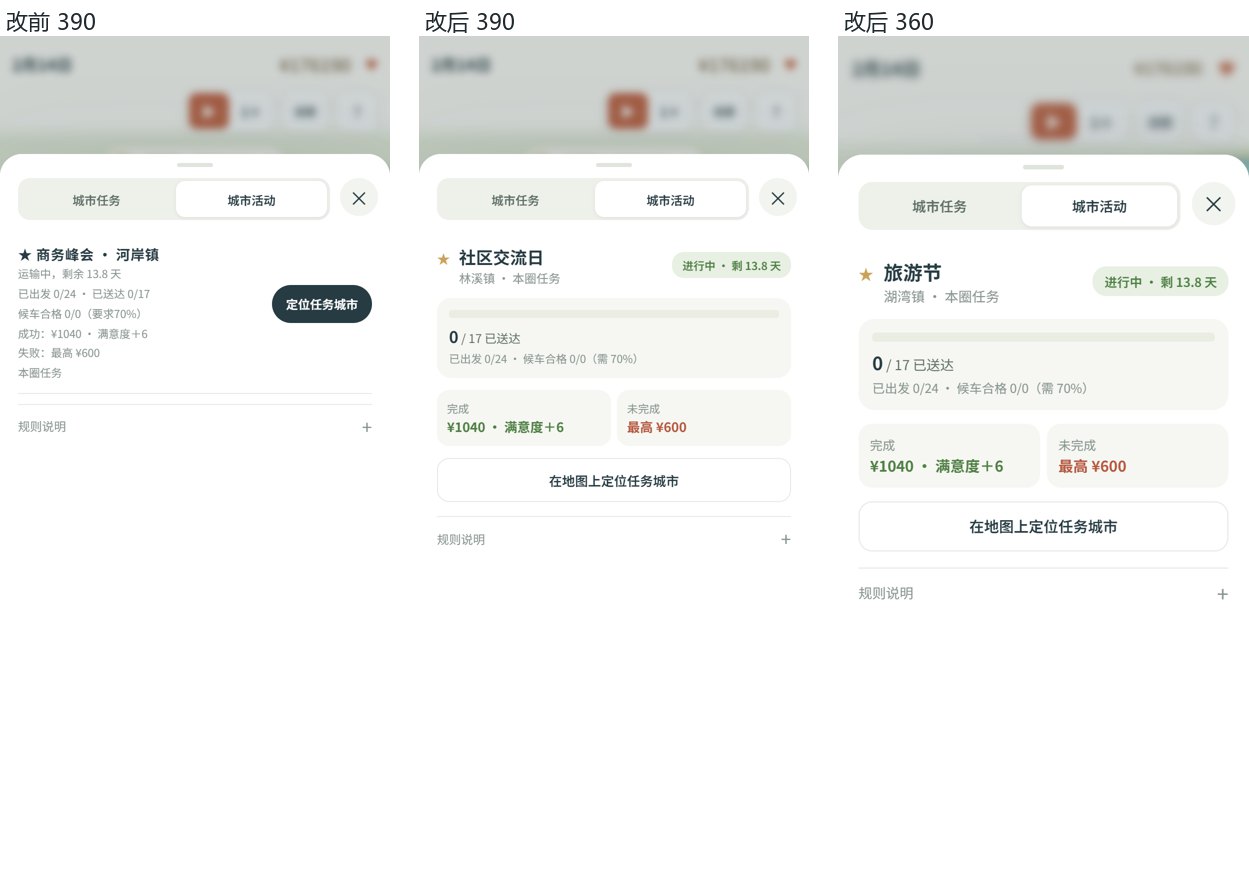 改前 390
城市任务
城市活动
★ 商务峰会 · 河岸镇
运输中，剩余 13.8 天
已出发 0/24 · 已送达 0/17
候车合格 0/0（要求70%）
成功：¥1040 · 满意度＋6
失败：最高 ¥600
本圈任务
定位任务城市
规则说明
+
改后 390
城市任务
城市活动
★ 社区交流日
林溪镇 · 本圈任务
进行中 · 剩 13.8 天
0 / 17 已送达
已出发 0/24 · 候车合格 0/0（需 70%）
完成
¥1040 · 满意度＋6
未完成
最高 ¥600
在地图上定位任务城市
规则说明
+
改后 360
城市任务
城市活动
★ 旅游节
湖湾镇 · 本圈任务
进行中 · 剩 13.8 天
0 / 17 已送达
已出发 0/24 · 候车合格 0/0（需 70%）
完成
¥1040 · 满意度＋6
未完成
最高 ¥600
在地图上定位任务城市
规则说明
+